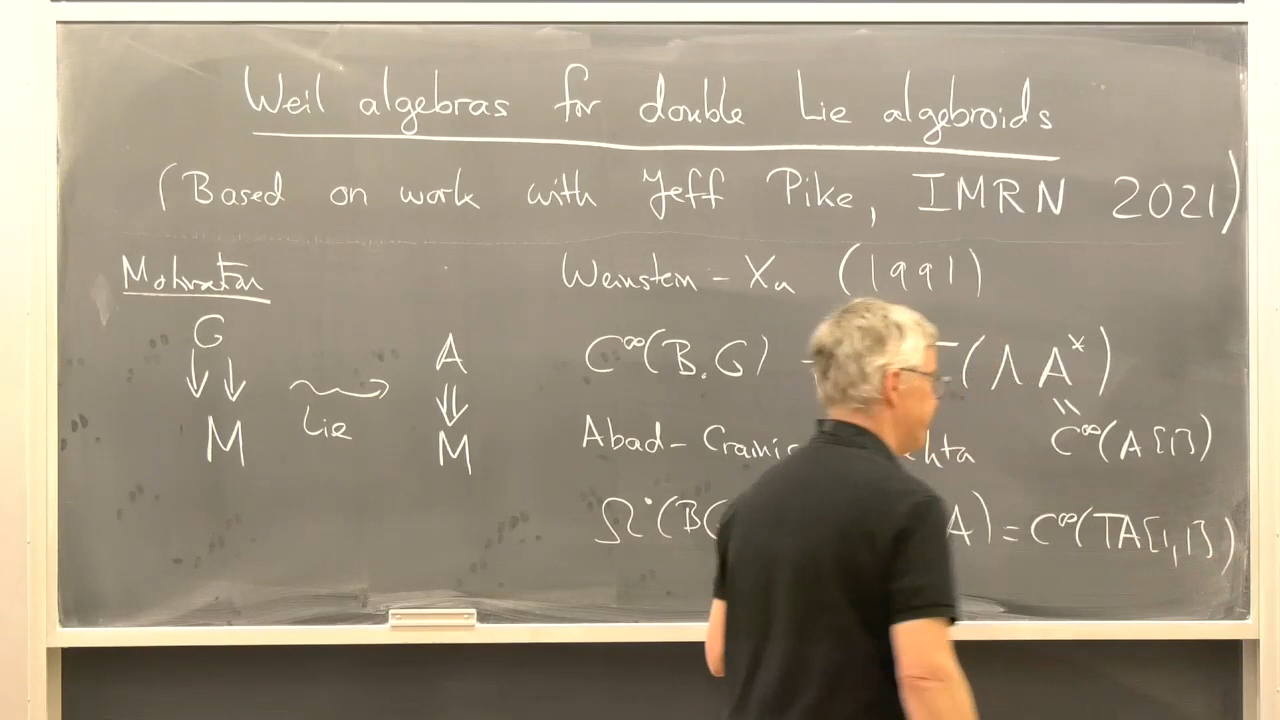 Weil algebras for double Lie algebroids
(Based on work with Jeff Pike, IMRN 2021)
Motivation
G
⇊
M
⇝
Lie
A
⇓
M
Weinstein - Xu (1991)
C^∞(B.G) Γ(Λ A*)
=
C^∞(A[1])
Abad-
Ω^•(B A) = C^∞(TA[1,1])